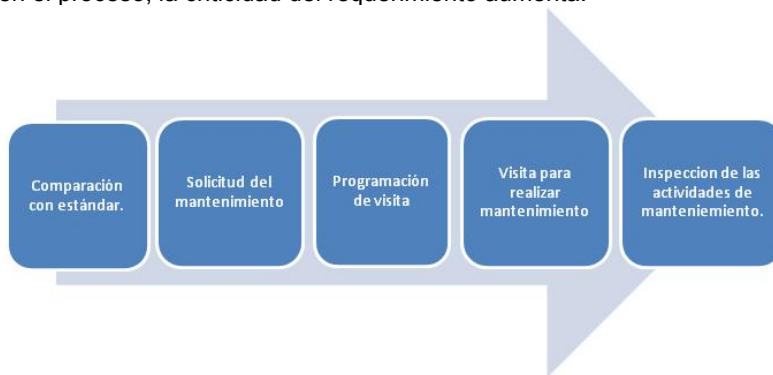 en el proceso, la criticidad del requerimiento aumenta.
Comparación
con estándar.
Solicitud del
mantenimiento
Programación
de visita
Visita para
realizar
mantenimiento
Inspeccion de las
actividades de
manteniemiento.